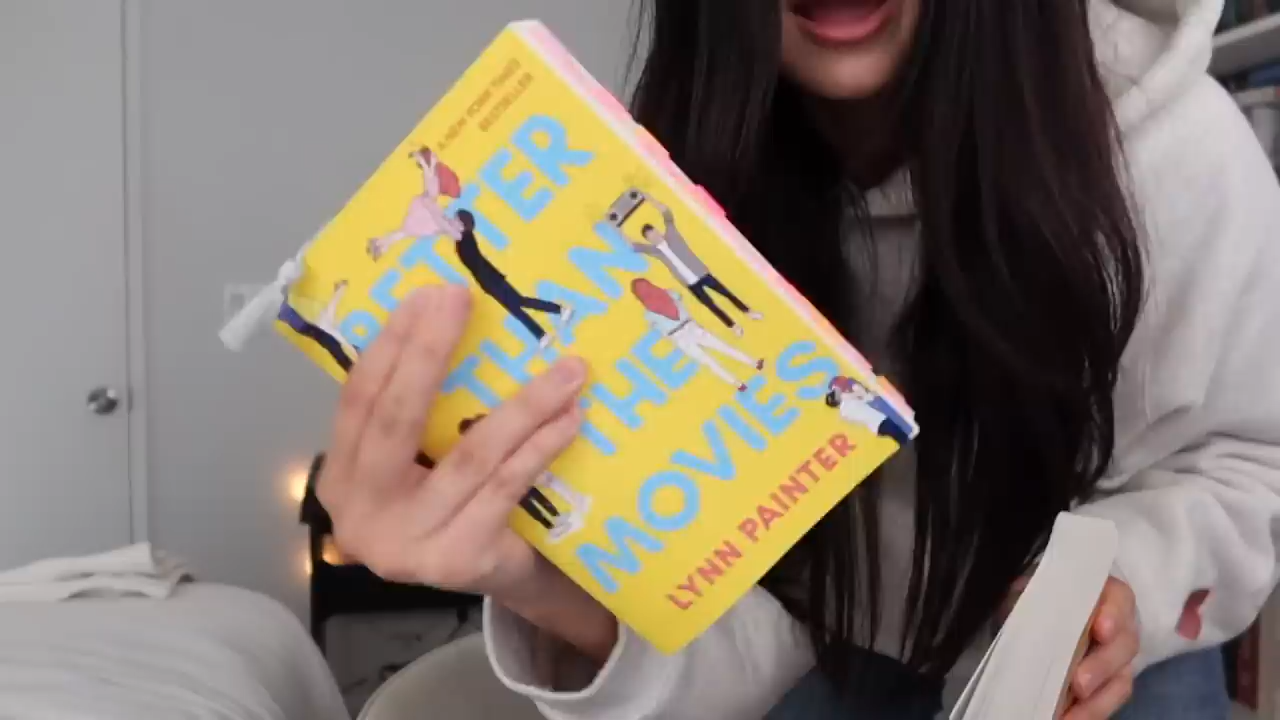 A NEW YORK TIMES
BESTSELLER
BETTER
THAN
THE
MOVIES
LYNN PAINTER